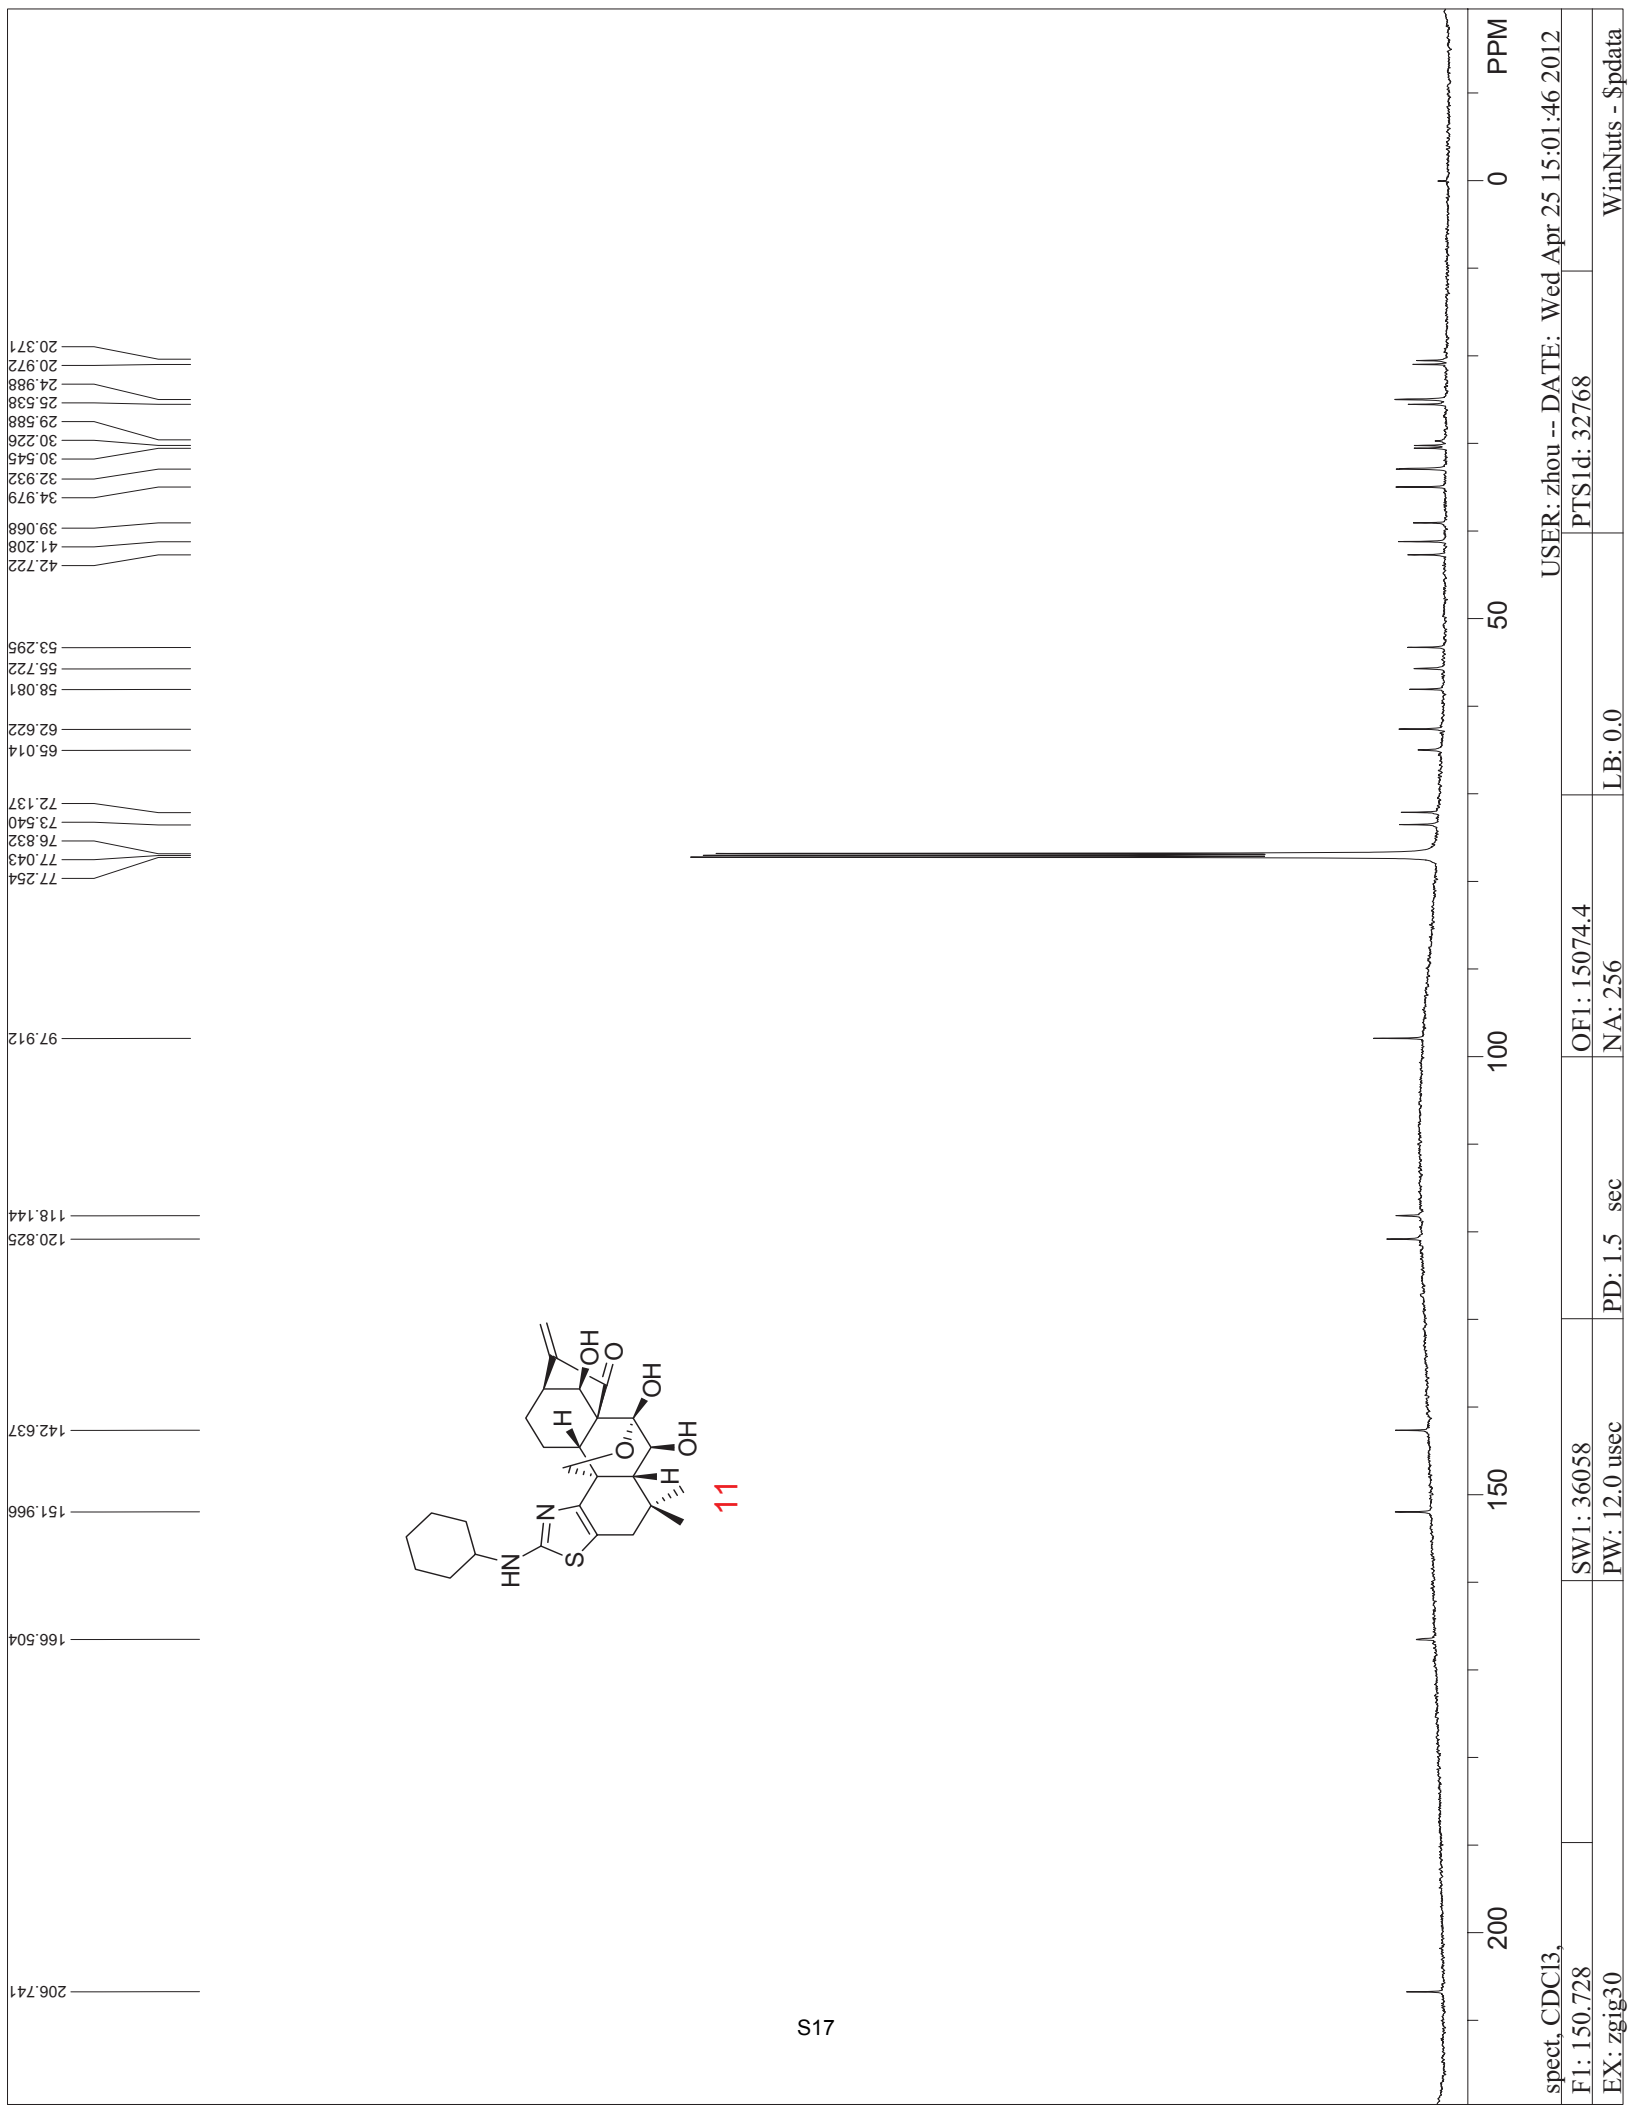 206.741
166.504
151.966
142.637
120.825
118.144
97.912
77.254
77.043
76.832
73.540
72.137
65.014
62.622
58.081
55.722
53.295
42.722
41.208
39.068
34.979
32.932
30.545
30.226
29.588
25.538
24.988
20.972
20.371
HN
N
S
H
O
H
OH
O
OH
OH
11
200
150
100
50
0
PPM
spect, CDCl3,
USER: zhou -- DATE: Wed Apr 25 15:01:46 2012
F1: 150.728 SW1: 36058 OF1: 15074.4 PTS1d: 32768
EX: zgig30 PW: 12.0 usec PD: 1.5 sec NA: 256 LB: 0.0 WinNuts - $pdata
S17